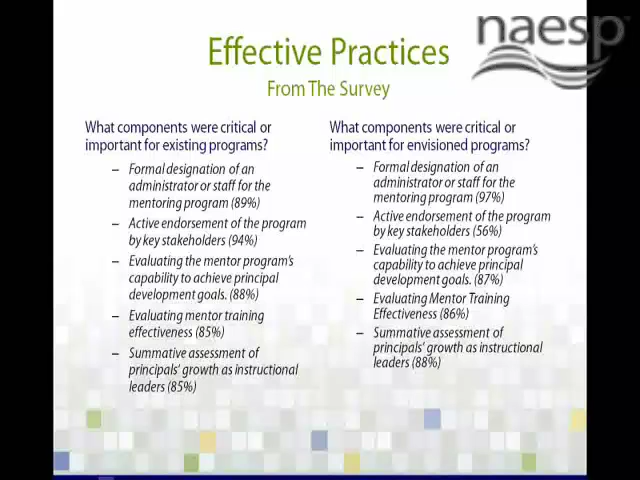 naesp
Effective Practices
From The Survey
What components were critical or
important for existing programs?
– Formal designation of an
administrator or staff for the
mentoring program (89%)
– Active endorsement of the program
by key stakeholders (94%)
– Evaluating the mentor program's
capability to achieve principal
development goals. (88%)
– Evaluating mentor training
effectiveness (85%)
– Summative assessment of
principals' growth as instructional
leaders (85%)
What components were critical or
important for envisioned programs?
– Formal designation of an
administrator or staff for the
mentoring program (97%)
– Active endorsement of the program
by key stakeholders (56%)
– Evaluating the mentor program's
capability to achieve principal
development goals. (87%)
– Evaluating Mentor Training
Effectiveness (86%)
– Summative assessment of
principals' growth as instructional
leaders (88%)